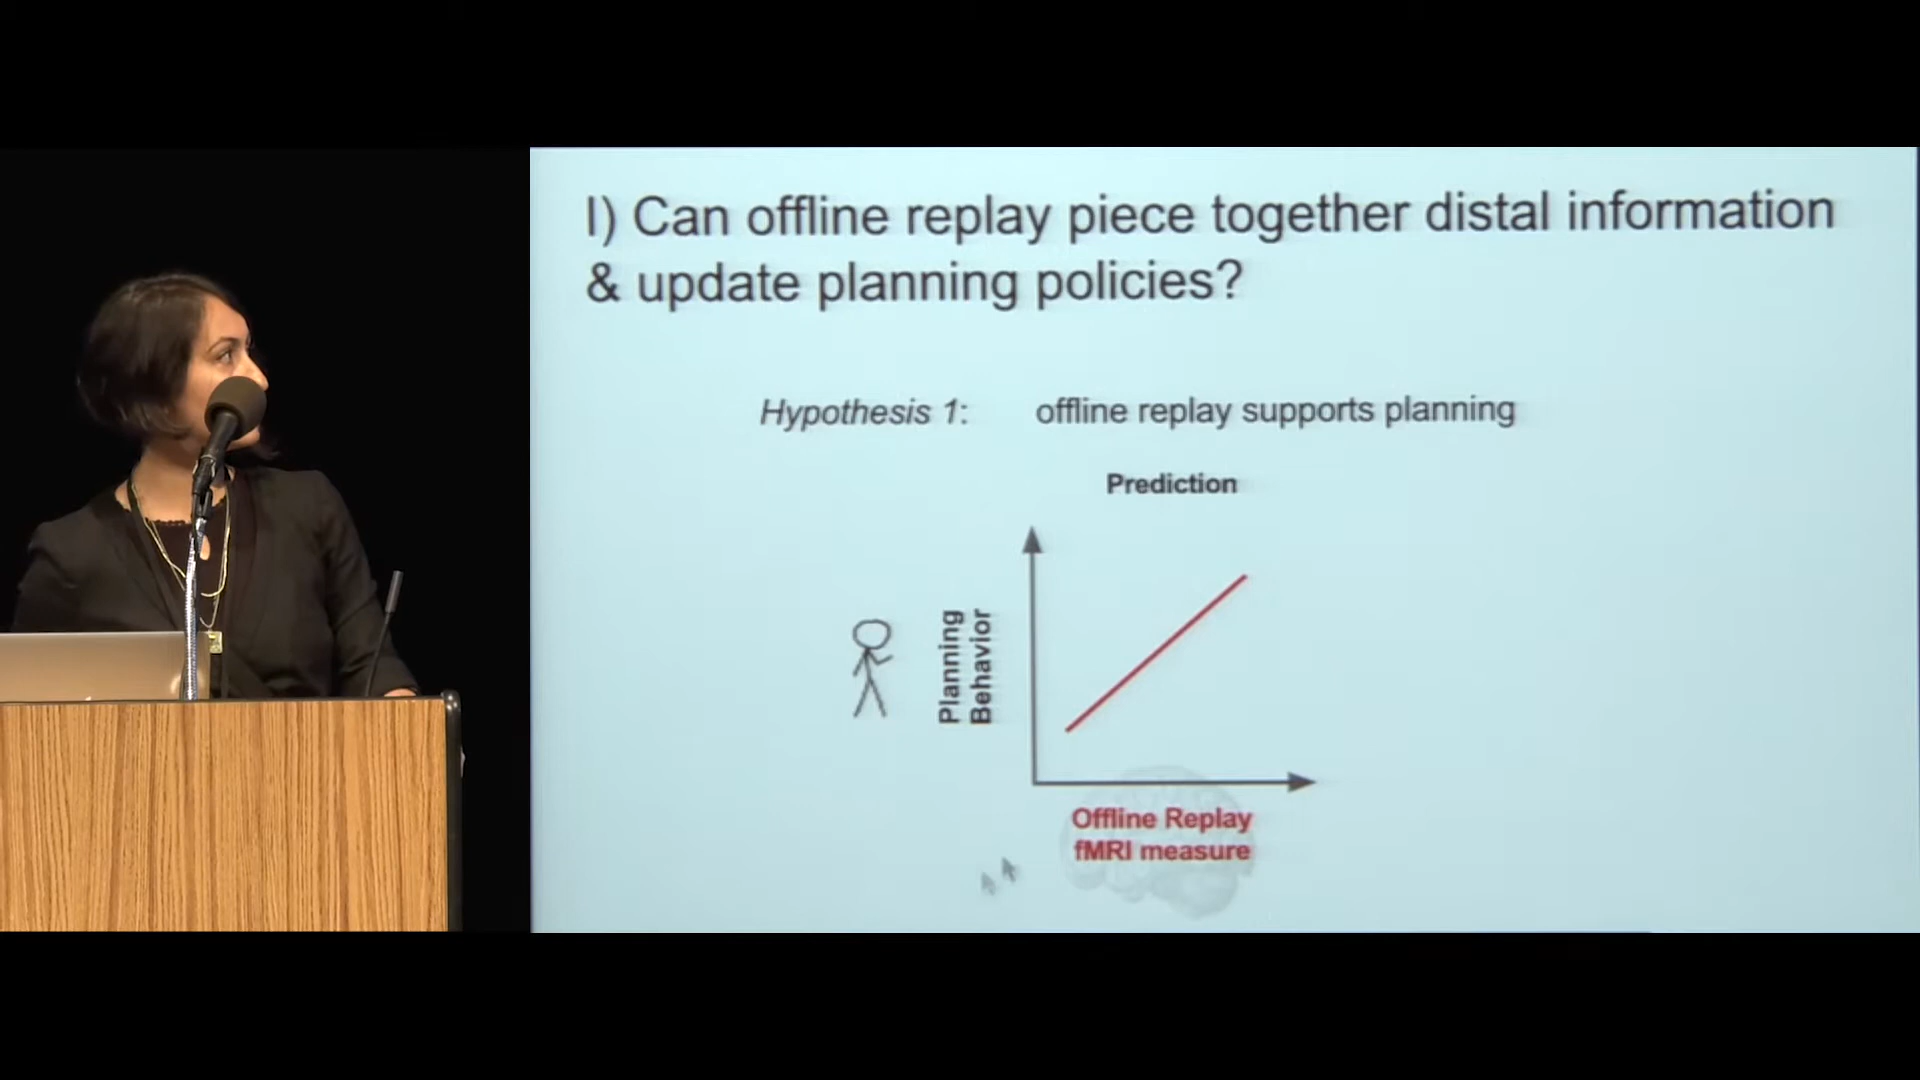 I) Can offline replay piece together distal information
& update planning policies?
Hypothesis 1: offline replay supports planning
Prediction
Planning
Behavior
Offline Replay
fMRI measure